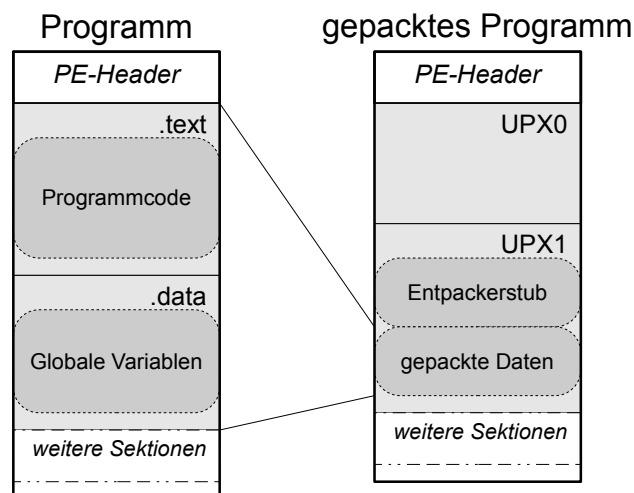 Programm
PE-Header
.text
Programmcode
.data
Globale Variablen
weitere Sektionen
gepacktes Programm
PE-Header
UPX0
UPX1
Entpackerstub
gepackte Daten
weitere Sektionen